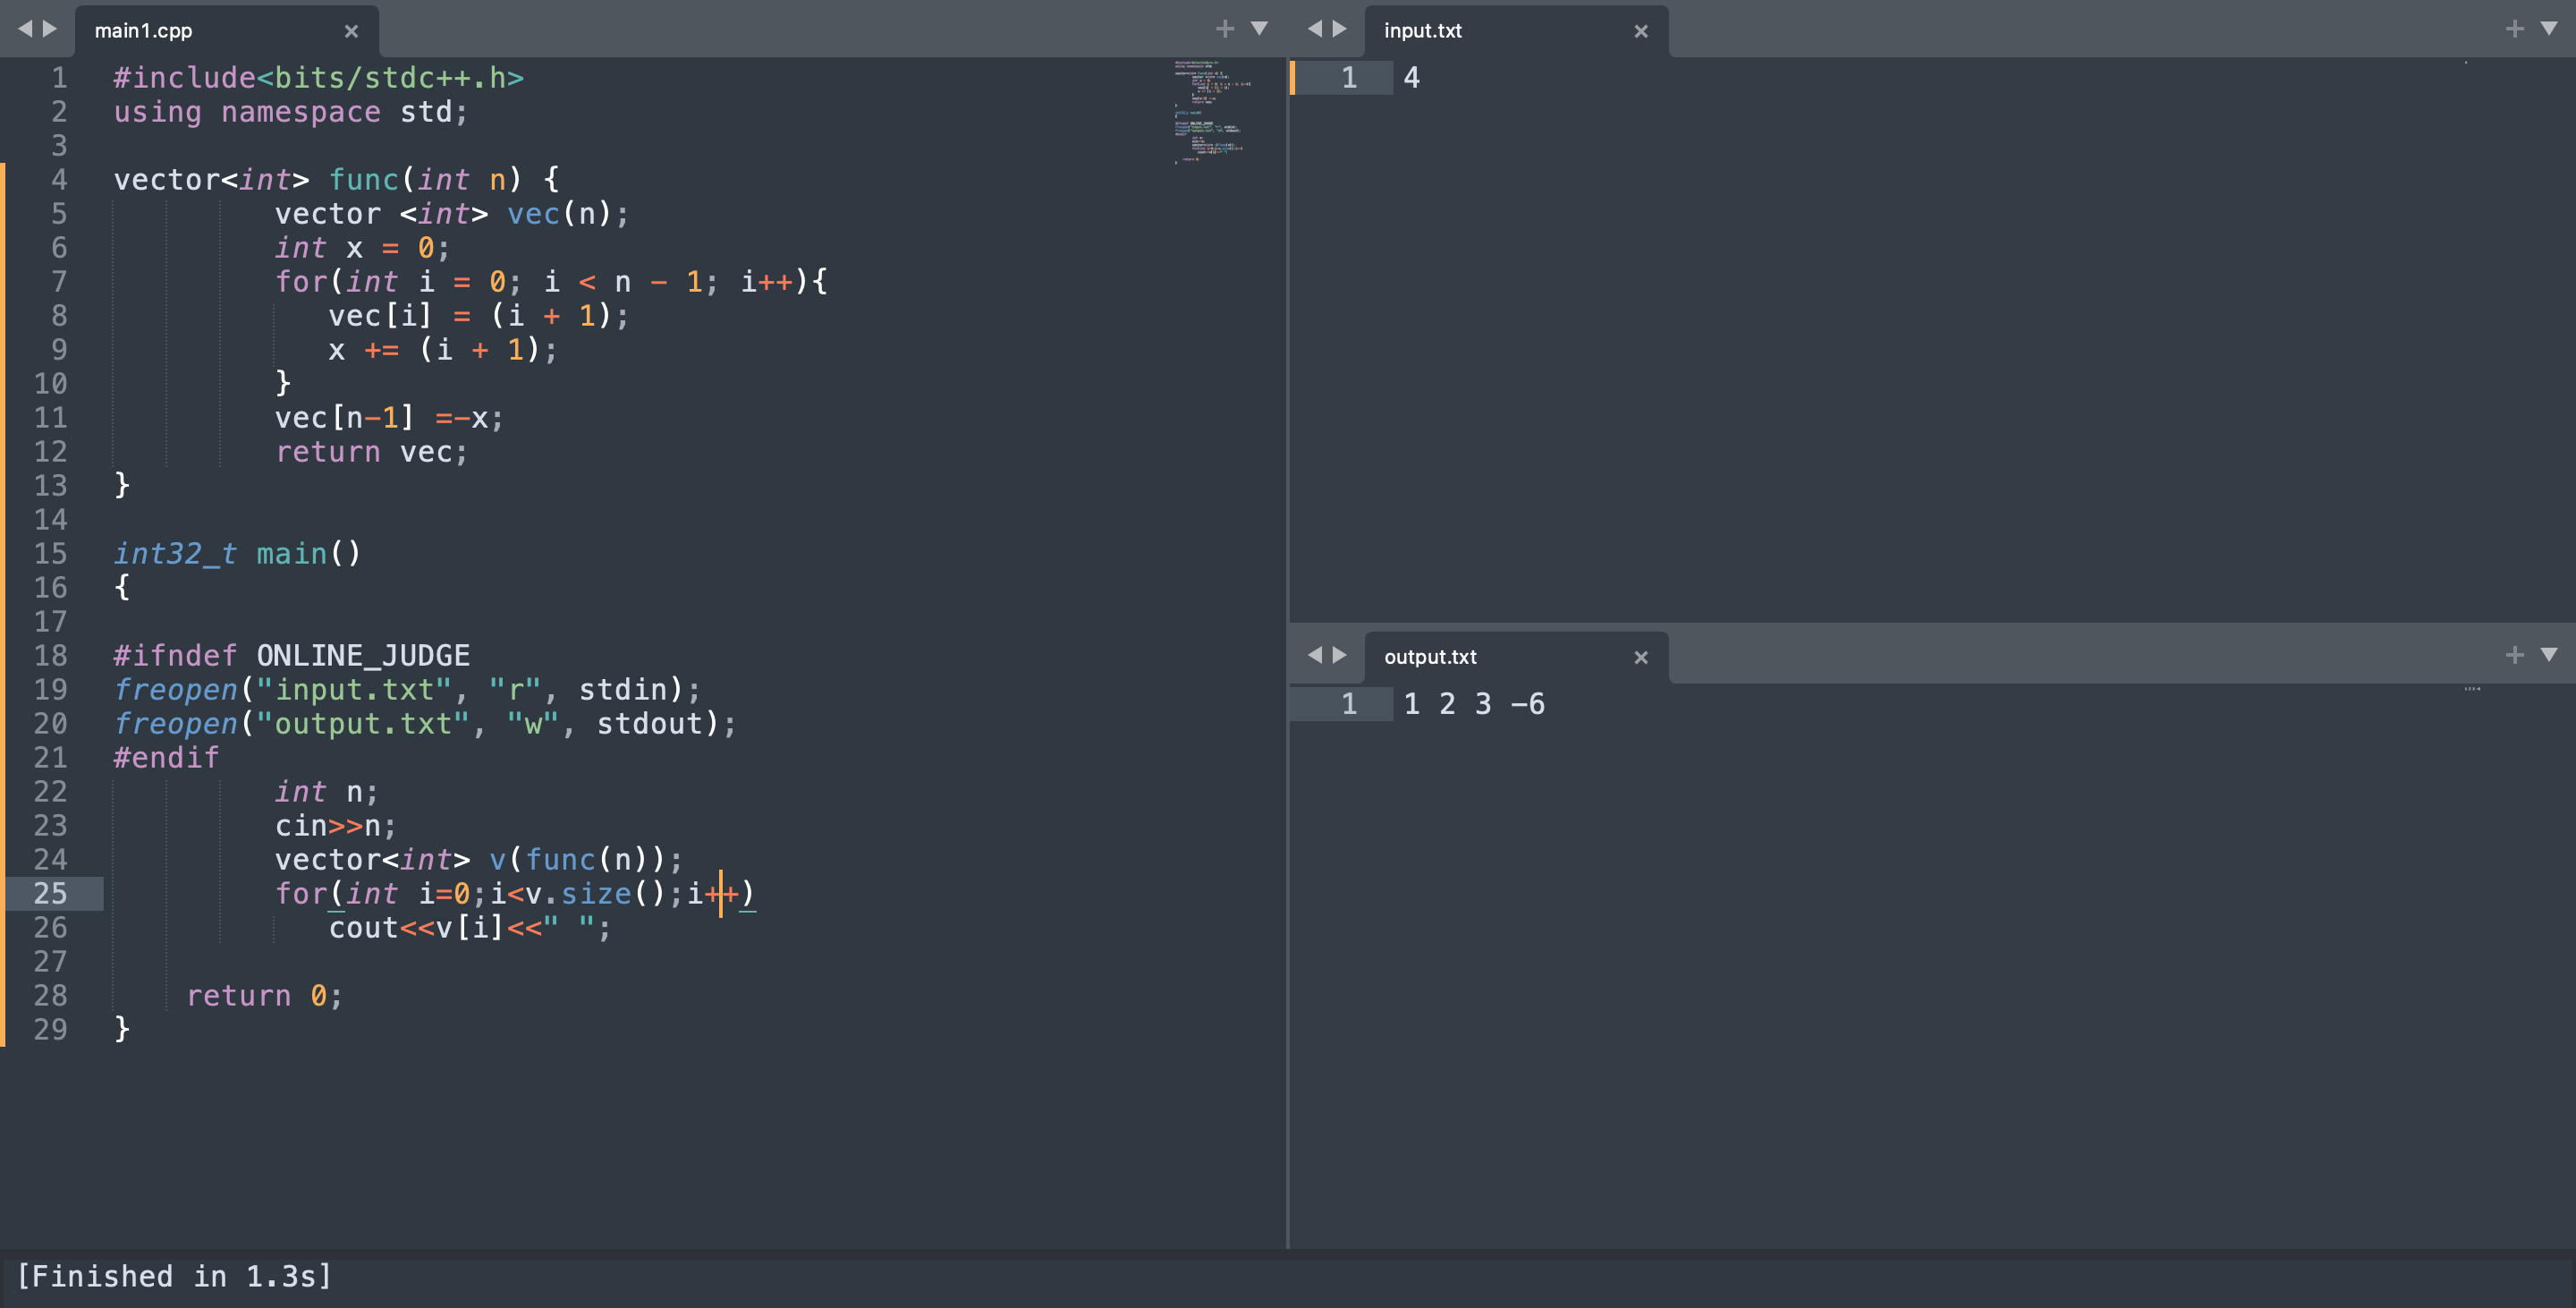 main1.cpp
1 #include<bits/stdc++.h>
2 using namespace std;
3
4 vector<int> func(int n) {
5 vector <int> vec(n);
6 int x = 0;
7 for(int i = 0; i < n - 1; i++){
8 vec[i] = (i + 1);
9 x += (i + 1);
10 }
11 vec[n-1] =-x;
12 return vec;
13 }
14
15 int32_t main()
16 {
17
18 #ifndef ONLINE_JUDGE
19 freopen("input.txt", "r", stdin);
20 freopen("output.txt", "w", stdout);
21 #endif
22 int n;
23 cin>>n;
24 vector<int> v(func(n));
25 for(int i=0;i<v.size();i++)
26 cout<<v[i]<<" ";
27
28 return 0;
29 }
input.txt
1 4
output.txt
1 1 2 3 -6
[Finished in 1.3s]